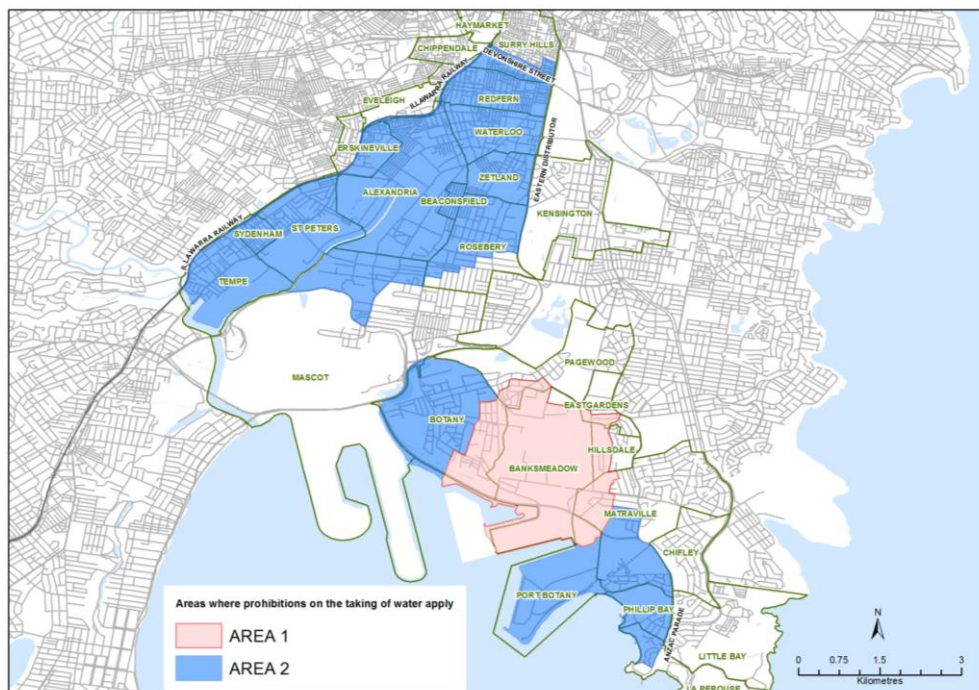 HAYMARKET
SURRY HILLS
CHIPPENDALE
DEVONSHIRE STREET
ILLAWARRA RAILWAY
EVELEIGH
REDFERN
WATERLOO
ERSKINEVILLE
ZETLAND
EASTERN DISTRIBUTOR
ALEXANDRIA
BEACONSFIELD
KENSINGTON
ST PETERS
SYDENHAM
ILLAWARRA RAILWAY
ROSEBERY
TEMPE
PAGEWOOD
MASCOT
EASTGARDENS
BOTANY
HILLSDALE
BANKSMEADOW
MATRAVILLE
CHIFLEY
PORT BOTANY
PHILLIP BAY
ANZAC PARADE
LITTLE BAY
LA PEROUSE
Areas where prohibitions on the taking of water apply
AREA 1
AREA 2
N
0 0.75 1.5 3
Kilometres